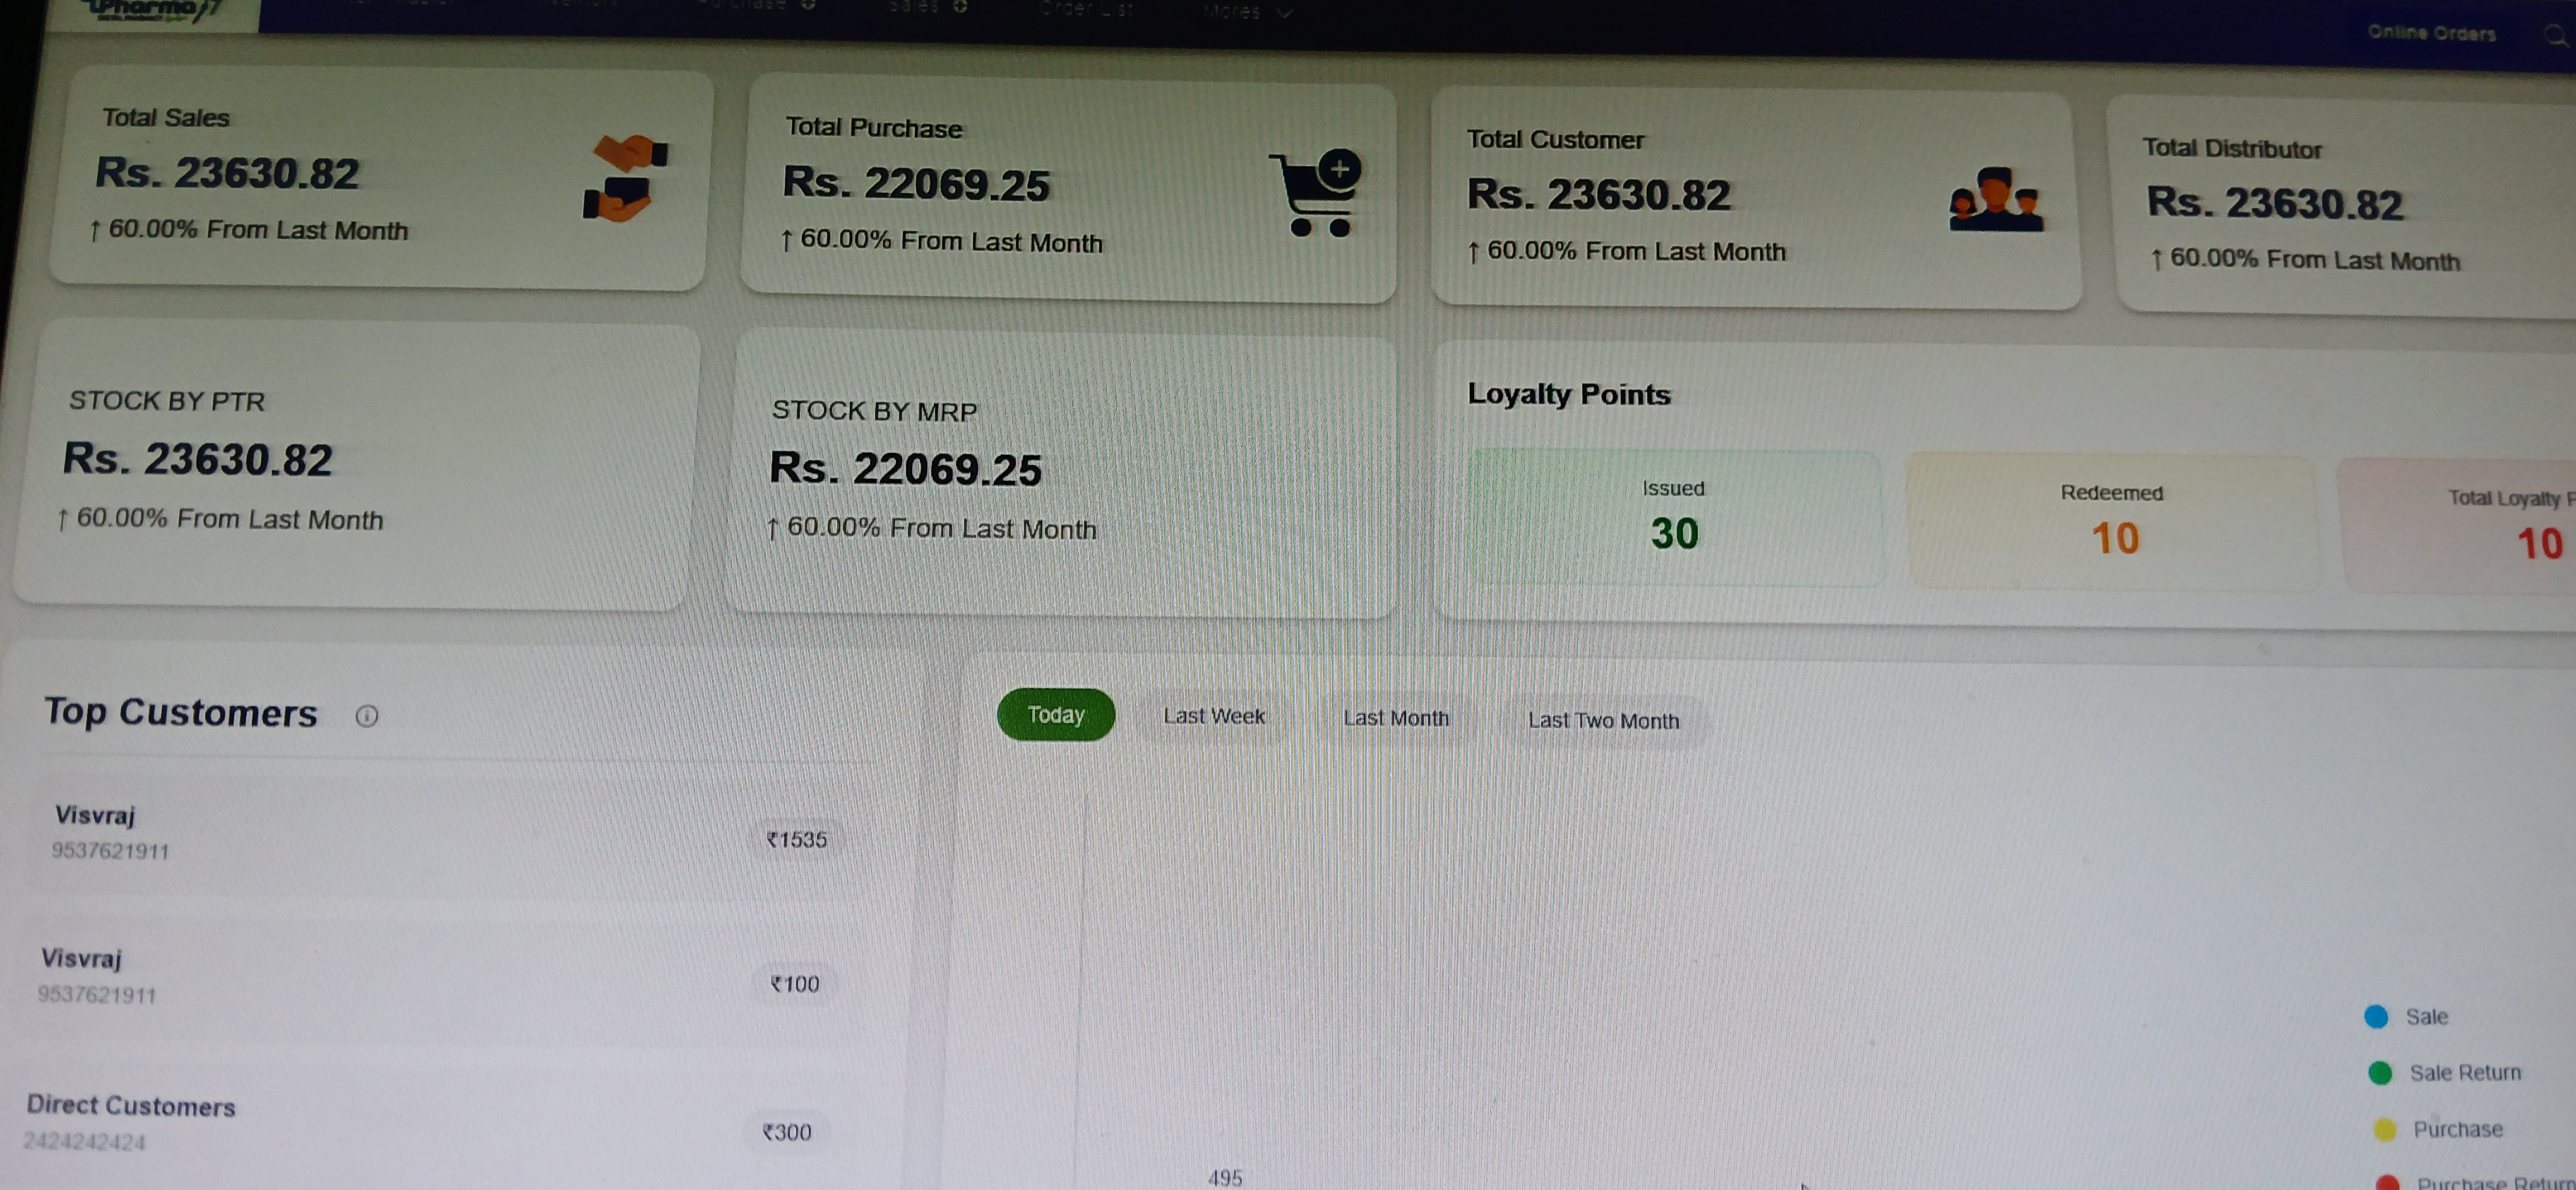 Pharma
Purchase
Sales
Order List
Mores
Online Orders
Total Sales
Rs. 23630.82
↑ 60.00% From Last Month
Total Purchase
Rs. 22069.25
↑ 60.00% From Last Month
Total Customer
Rs. 23630.82
↑ 60.00% From Last Month
Total Distributor
Rs. 23630.82
↑ 60.00% From Last Month
STOCK BY PTR
Rs. 23630.82
↑ 60.00% From Last Month
STOCK BY MRP
Rs. 22069.25
↑ 60.00% From Last Month
Loyalty Points
Issued
30
Redeemed
10
Total Loyalty
10
Top Customers
Today
Last Week
Last Month
Last Two Month
Visvraj
9537621911
₹1535
Visvraj
9537621911
₹100
Direct Customers
2424242424
₹300
495
Sale
Sale Return
Purchase
Purchase Return